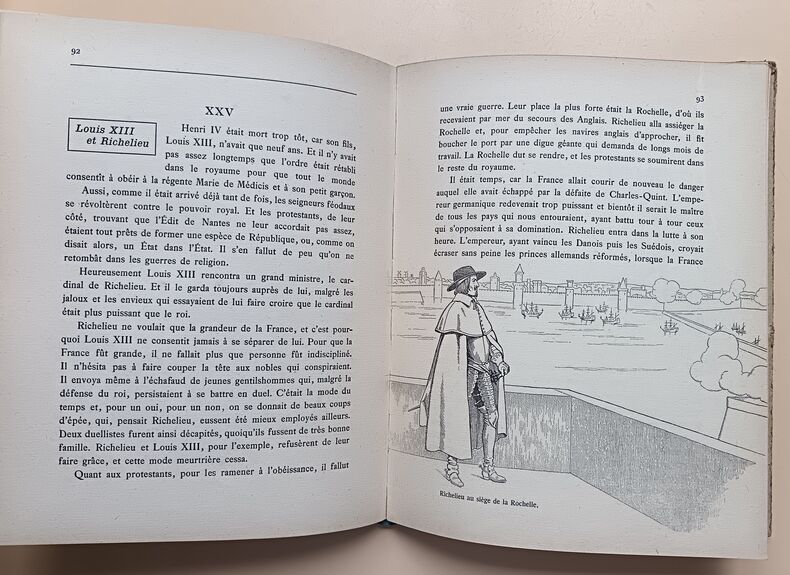 92
XXV
Louis XIII
et Richelieu
Henri IV était mort trop tôt, car son fils,
Louis XIII, n'avait que neuf ans. Et il n'y avait
pas assez longtemps que l'ordre était rétabli
dans le royaume pour que tout le monde
consentît à obéir à la régente Marie de Médicis et à son petit garçon.
Aussi, comme il était arrivé déjà tant de fois, les seigneurs féodaux
se révoltèrent contre le pouvoir royal. Et les protestants, de leur
côté, trouvant que l'Édit de Nantes ne leur accordait pas assez,
étaient tout prêts de former une espèce de République, ou, comme on
disait alors, un État dans l'État. Il s'en fallut de peu qu'on ne
retombât dans les guerres de religion.
Heureusement Louis XIII rencontra un grand ministre, le car-
dinal de Richelieu. Et il le garda toujours auprès de lui, malgré les
jaloux et les envieux qui essayaient de lui faire croire que le cardinal
était plus puissant que le roi.
Richelieu ne voulait que la grandeur de la France, et c'est pour-
quoi Louis XIII ne consentit jamais à se séparer de lui. Pour que la
France fût grande, il ne fallait plus que personne fût indiscipliné.
Il n'hésita pas à faire couper la tête aux nobles qui conspiraient.
Il envoya même à l'échafaud de jeunes gentilshommes qui, malgré la
défense du roi, persistaient à se battre en duel. C'était la mode du
temps et, pour un oui, pour un non, on se donnait de beaux coups
d'épée, qui, pensait Richelieu, eussent été mieux employés ailleurs.
Deux duellistes furent ainsi décapités, quoiqu'ils fussent de très bonne
famille. Richelieu et Louis XIII, pour l'exemple, refusèrent de leur
faire grâce, et cette mode meurtrière cessa.
Quant aux protestants, pour les ramener à l'obéissance, il fallut
93
une vraie guerre. Leur place la plus forte était la Rochelle, d'où ils
recevaient par mer du secours des Anglais. Richelieu alla assiéger la
Rochelle et, pour empêcher les navires anglais d'approcher, il fit
boucher le port par une digue géante qui demanda de longs mois de
travail. La Rochelle dut se rendre, et les protestants se soumirent dans
le reste du royaume.
Il était temps, car la France allait courir de nouveau le danger
auquel elle avait échappé par la défaite de Charles-Quint. L'empe-
reur germanique redevenait trop puissant et bientôt il serait le maître
de tous les pays qui nous entouraient, ayant battu tour à tour ceux
qui s'opposaient à sa domination. Richelieu entra dans la lutte à son
heure. L'empereur, ayant vaincu les Danois puis les Suédois, croyait
écraser sans peine les princes allemands réformés, lorsque la France
Richelieu au siège de la Rochelle.